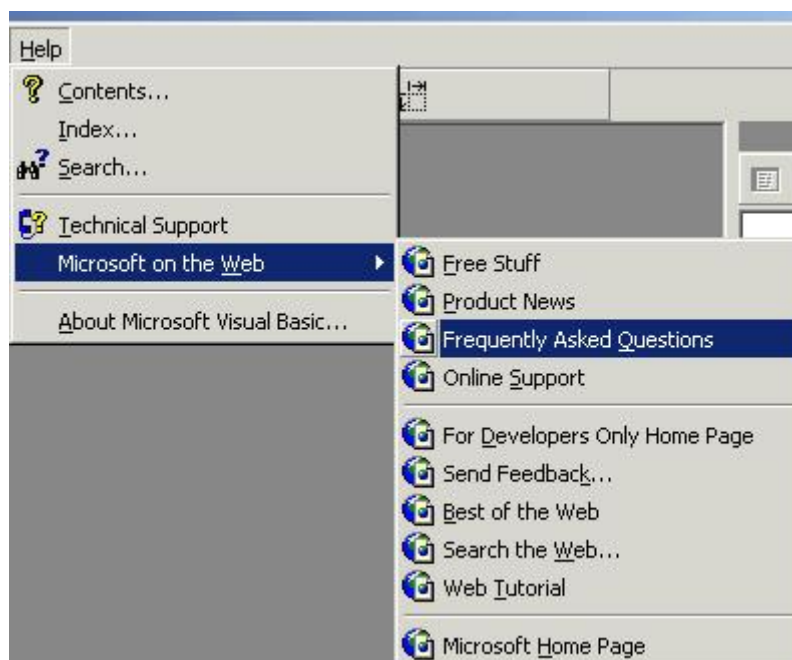 Help
Contents...
Index...
Search...
Technical Support
Microsoft on the Web
About Microsoft Visual Basic...
Free Stuff
Product News
Frequently Asked Questions
Online Support
For Developers Only Home Page
Send Feedback...
Best of the Web
Search the Web...
Web Tutorial
Microsoft Home Page